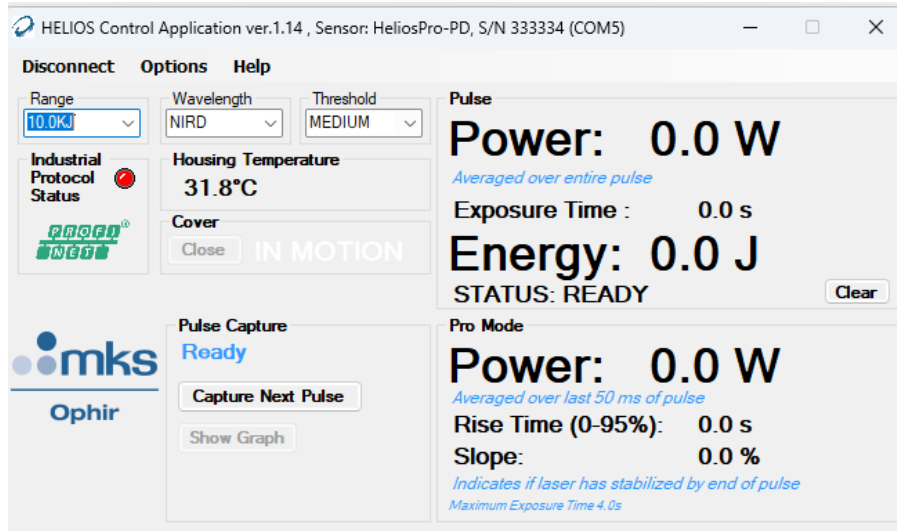 HELIOS Control Application ver.1.14 , Sensor: HeliosPro-PD, S/N 333334 (COM5)
Disconnect Options Help
Range
10.0KJ
Wavelength
NIRD
Threshold
MEDIUM
Industrial
Protocol
Status
PROFI®
NET
Housing Temperature
31.8°C
Cover
Close IN MOTION
Pulse
Power: 0.0 W
Averaged over entire pulse
Exposure Time : 0.0 s
Energy: 0.0 J
STATUS: READY
Clear
mks
Ophir
Pulse Capture
Ready
Capture Next Pulse
Show Graph
Pro Mode
Power: 0.0 W
Averaged over last 50 ms of pulse
Rise Time (0-95%): 0.0 s
Slope: 0.0 %
Indicates if laser has stabilized by end of pulse
Maximum Exposure Time 4.0s